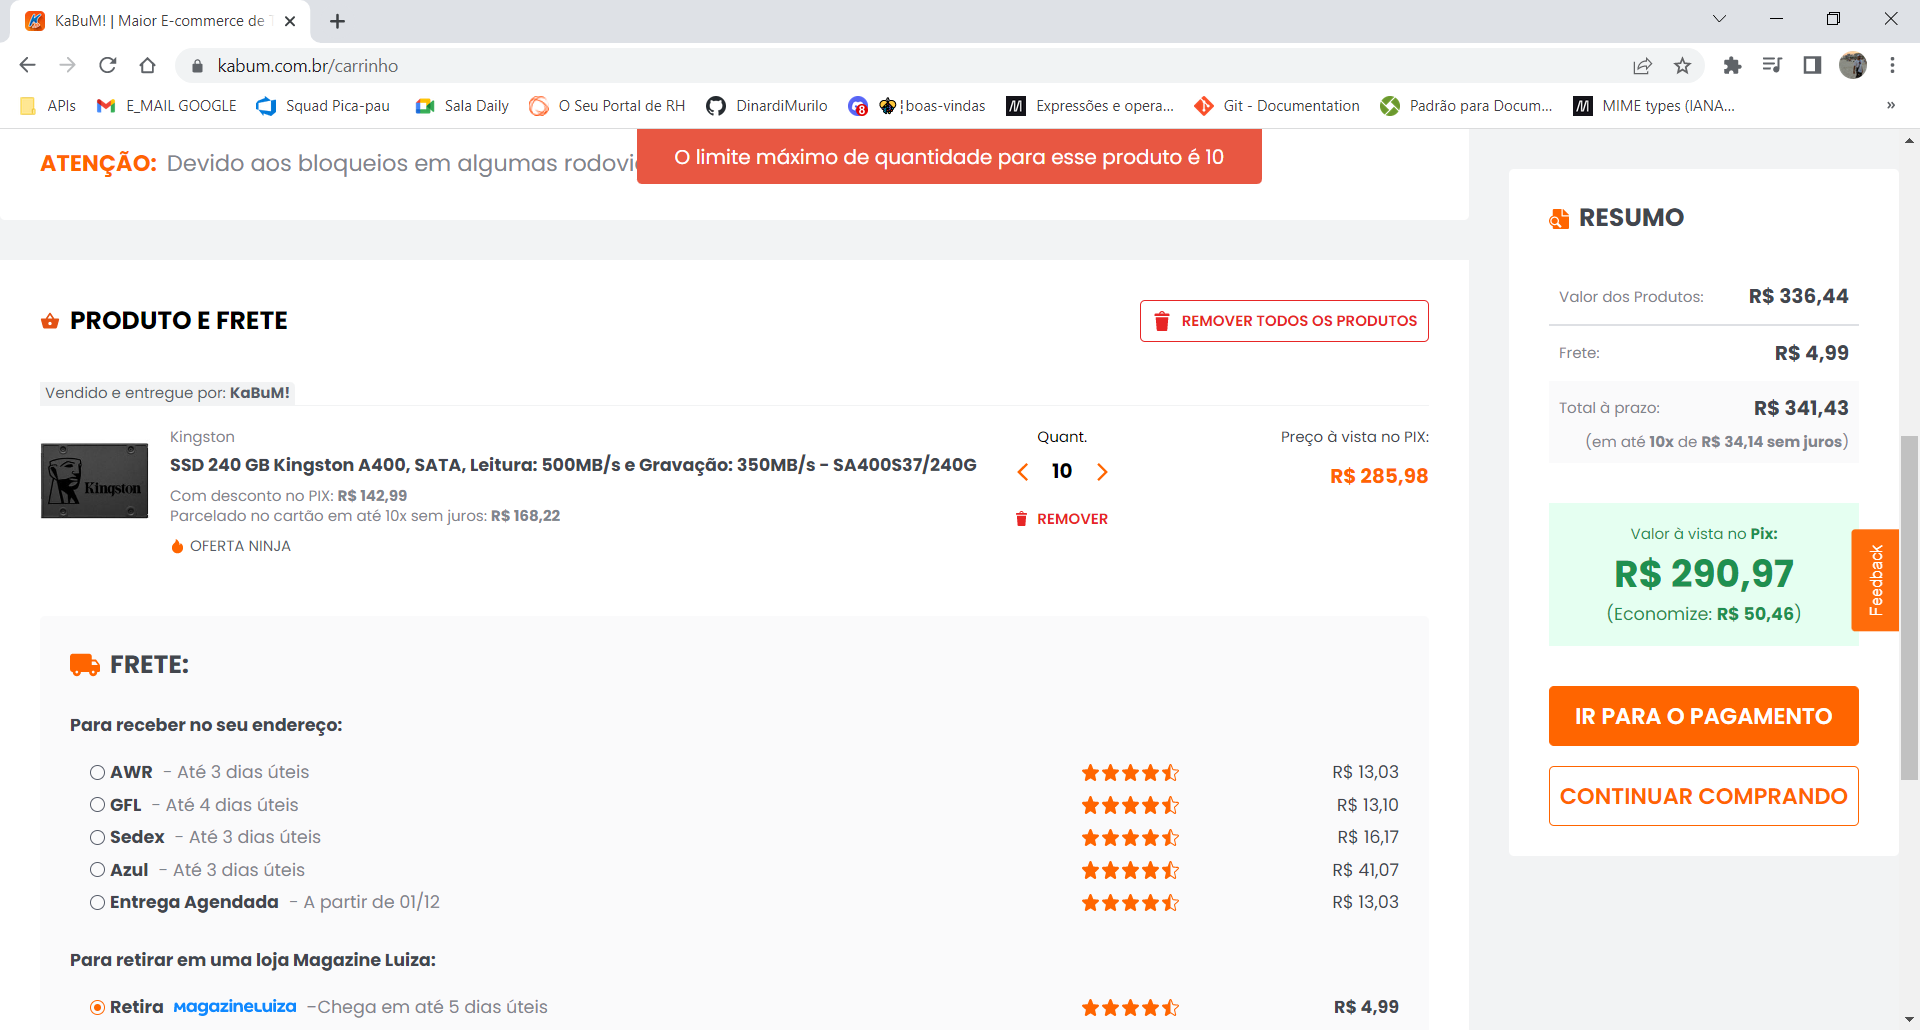 KaBuM! | Maior E-commerce de
kabum.com.br/carrinho
APIs
E_MAIL GOOGLE
Squad Pica-pau
Sala Daily
O Seu Portal de RH
DinardiMurilo
¦boas-vindas
Expressões e opera...
Git - Documentation
Padrão para Docum...
MIME types (IANA...
»
ATENÇÃO: Devido aos bloqueios em algumas
O limite máximo de quantidade para esse produto é 10
PRODUTO E FRETE
REMOVER TODOS OS PRODUTOS
Vendido e entregue por: KaBuM!
Kingston
Kingston
SSD 240 GB Kingston A400, SATA, Leitura: 500MB/s e Gravação: 350MB/s - SA400S37/240G
Com desconto no PIX: R$ 142,99
Parcelado no cartão em até 10x sem juros: R$ 168,22
OFERTA NINJA
Quant.
10
REMOVER
Preço à vista no PIX:
R$ 285,98
FRETE:
Para receber no seu endereço:
AWR - Até 3 dias úteis R$ 13,03
GFL - Até 4 dias úteis R$ 13,10
Sedex - Até 3 dias úteis R$ 16,17
Azul - Até 3 dias úteis R$ 41,07
Entrega Agendada - A partir de 01/12 R$ 13,03
Para retirar em uma loja Magazine Luiza:
Retira MagazineLuiza -Chega em até 5 dias úteis R$ 4,99
RESUMO
Valor dos Produtos: R$ 336,44
Frete: R$ 4,99
Total à prazo: R$ 341,43
(em até 10x de R$ 34,14 sem juros)
Valor à vista no Pix:
R$ 290,97
(Economize: R$ 50,46)
IR PARA O PAGAMENTO
CONTINUAR COMPRANDO
Feedback